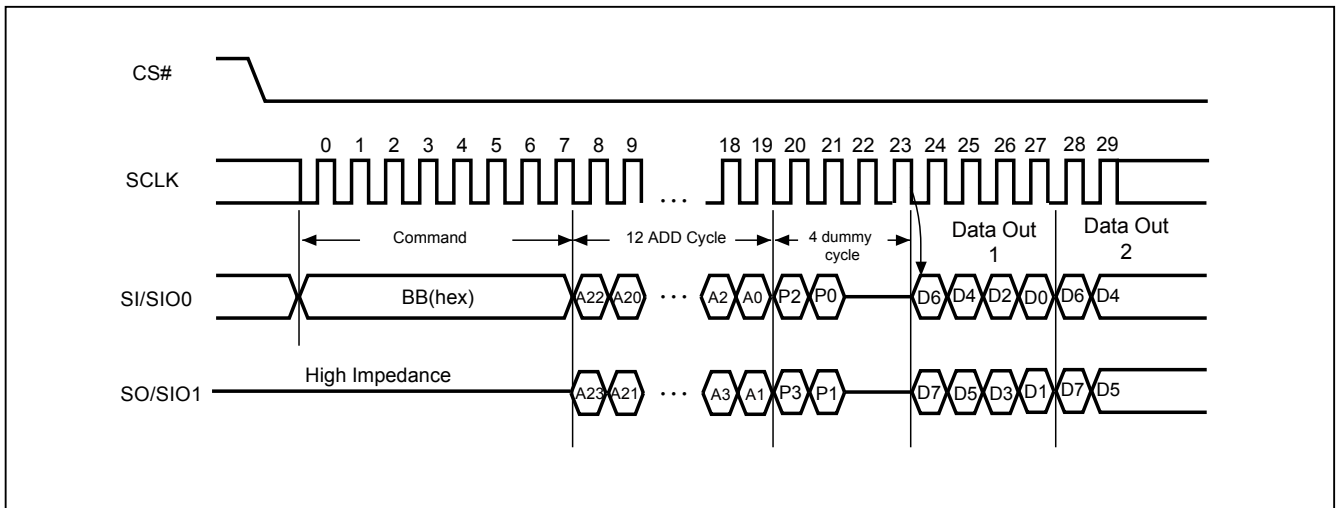 CS#
0 1 2 3 4 5 6 7 8 9 18 19 20 21 22 23 24 25 26 27 28 29
SCLK
...
Command
12 ADD Cycle
4 dummy
cycle
Data Out
1
Data Out
2
SI/SIO0
BB(hex)
A22 A20 ... A2 A0 P2 P0 D6 D4 D2 D0 D6 D4
High Impedance
SO/SIO1
A23 A21 ... A3 A1 P3 P1 D7 D5 D3 D1 D7 D5